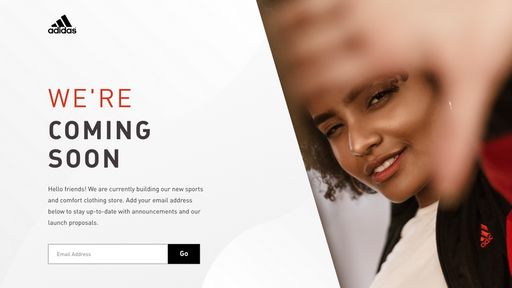 adidas
WE'RE
COMING
SOON
Hello friends! We are currently building our new sports
and comfort clothing store. Add your email address
below to stay up-to-date with announcements and our
launch proposals.
Email Address
Go
adidas